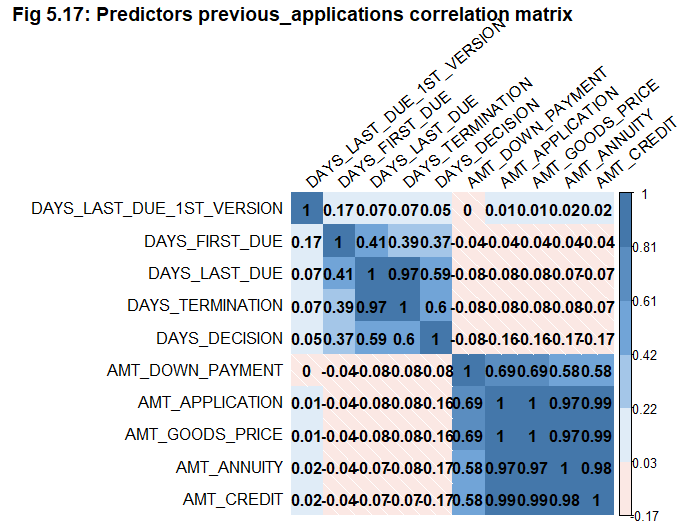 Fig 5.17: Predictors previous_applications correlation matrix
DAYS_LAST_DUE_1ST_VERSION
DAYS_FIRST_DUE
DAYS_LAST_DUE
DAYS_TERMINATION
DAYS_DECISION
AMT_DOWN_PAYMENT
AMT_APPLICATION
AMT_GOODS_PRICE
AMT_ANNUITY
AMT_CREDIT
DAYS_LAST_DUE_1ST_VERSION 1 0.17 0.07 0.07 0.05 0 0.01 0.01 0.02 0.02
DAYS_FIRST_DUE 0.17 1 0.41 0.39 0.37 -0.04 -0.04 -0.04 -0.04 -0.04
DAYS_LAST_DUE 0.07 0.41 1 0.97 0.59 -0.08 -0.08 -0.08 -0.07 -0.07
DAYS_TERMINATION 0.07 0.39 0.97 1 0.6 -0.08 -0.08 -0.08 -0.08 -0.07
DAYS_DECISION 0.05 0.37 0.59 0.6 1 -0.08 -0.16 -0.16 -0.17 -0.17
AMT_DOWN_PAYMENT 0 -0.04 -0.08 -0.08 -0.08 1 0.69 0.69 0.58 0.58
AMT_APPLICATION 0.01 -0.04 -0.08 -0.08 -0.16 0.69 1 1 0.97 0.99
AMT_GOODS_PRICE 0.01 -0.04 -0.08 -0.08 -0.16 0.69 1 1 0.97 0.99
AMT_ANNUITY 0.02 -0.04 -0.07 -0.08 -0.17 0.58 0.97 0.97 1 0.98
AMT_CREDIT 0.02 -0.04 -0.07 -0.07 -0.17 0.58 0.99 0.99 0.98 1
1
0.81
0.61
0.42
0.22
0.03
-0.17